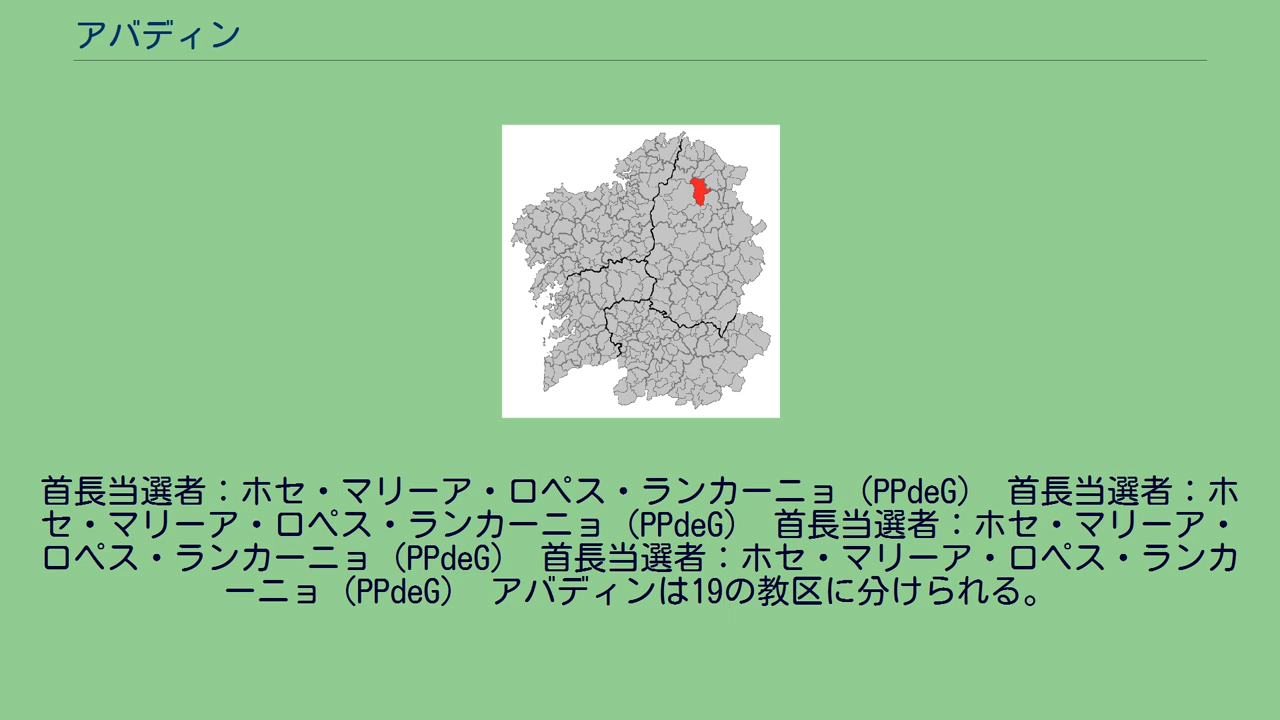 アバディン
首長当選者：ホセ・マリーア・ロペス・ランカーニョ（PPdeG） 首長当選者：ホ
セ・マリーア・ロペス・ランカーニョ（PPdeG） 首長当選者：ホセ・マリーア・
ロペス・ランカーニョ（PPdeG） 首長当選者：ホセ・マリーア・ロペス・ランカ
ーニョ（PPdeG） アバディンは19の教区に分けられる。